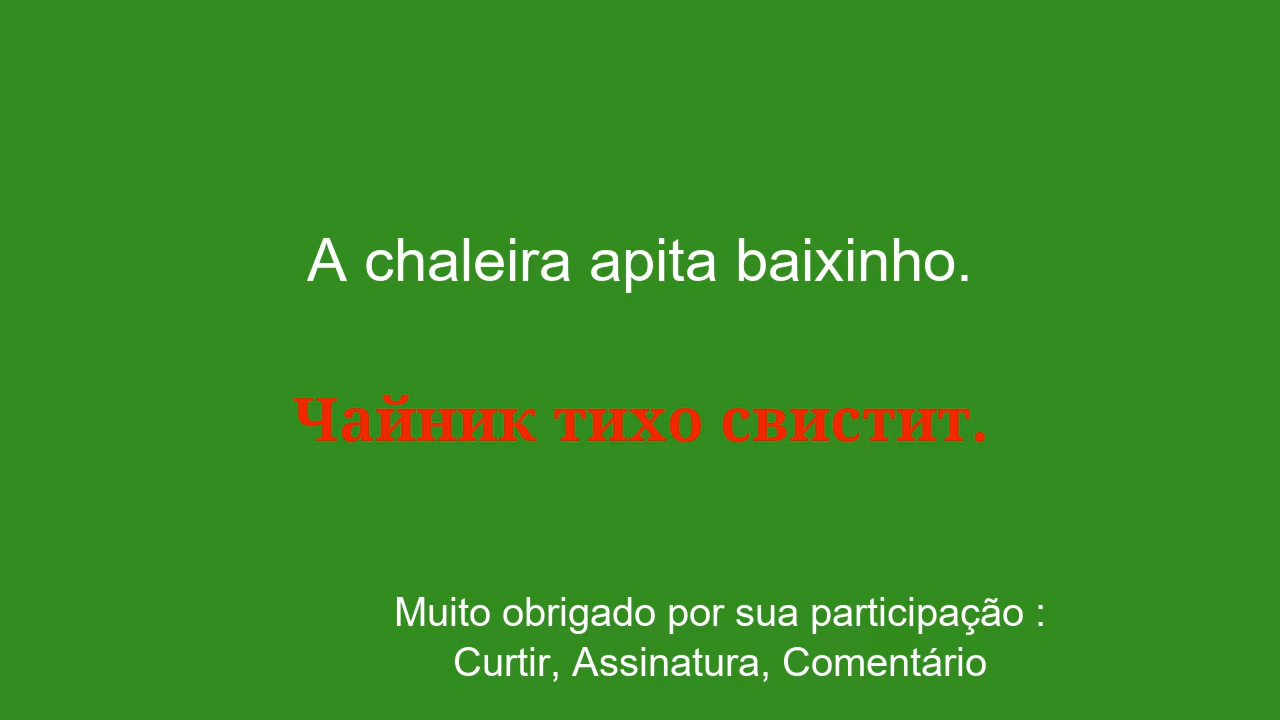 A chaleira apita baixinho.
Чайник тихо свистит.
Muito obrigado por sua participação :
Curtir, Assinatura, Comentário